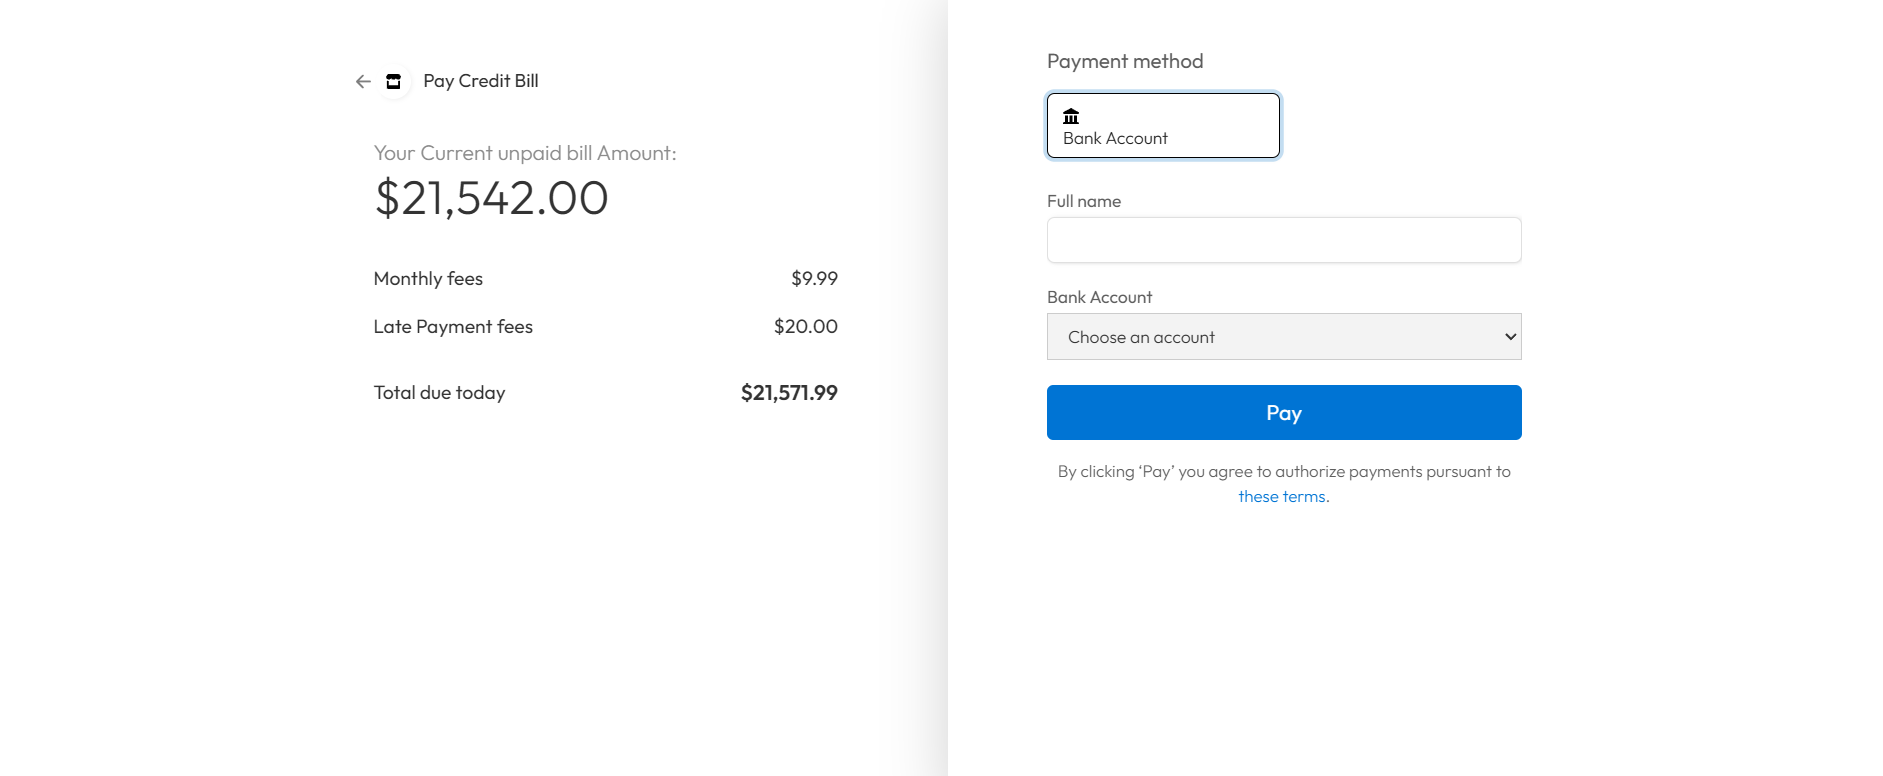 Pay Credit Bill
Your Current unpaid bill Amount:
$21,542.00
Monthly fees $9.99
Late Payment fees $20.00
Total due today $21,571.99
Payment method
Bank Account
Full name
Bank Account
Choose an account
Pay
By clicking ‘Pay’ you agree to authorize payments pursuant to
these terms.